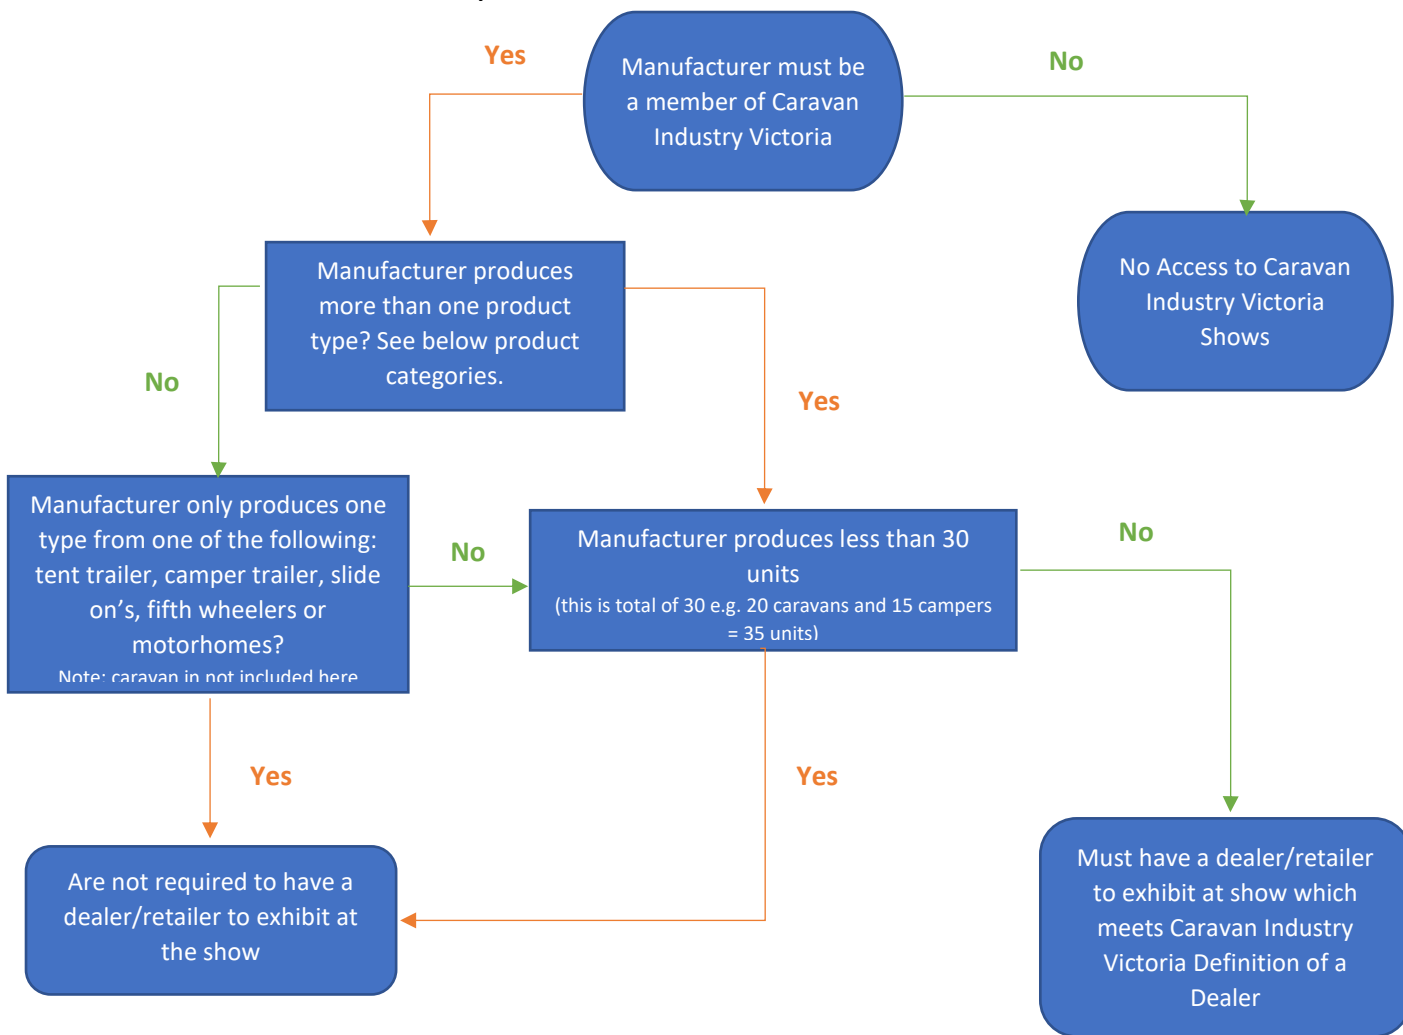 Yes
Manufacturer must be
a member of Caravan
Industry Victoria
No
Manufacturer produces
more than one product
type? See below product
categories.
No Access to Caravan
Industry Victoria
Shows
No
Yes
Manufacturer only produces one
type from one of the following:
tent trailer, camper trailer, slide
on’s, fifth wheelers or
motorhomes?
Note: caravan in not included here
No
Manufacturer produces less than 30
units
(this is total of 30 e.g. 20 caravans and 15 campers
= 35 units)
No
Yes
Yes
Are not required to have a
dealer/retailer to exhibit at
the show
Must have a dealer/retailer
to exhibit at show which
meets Caravan Industry
Victoria Definition of a
Dealer